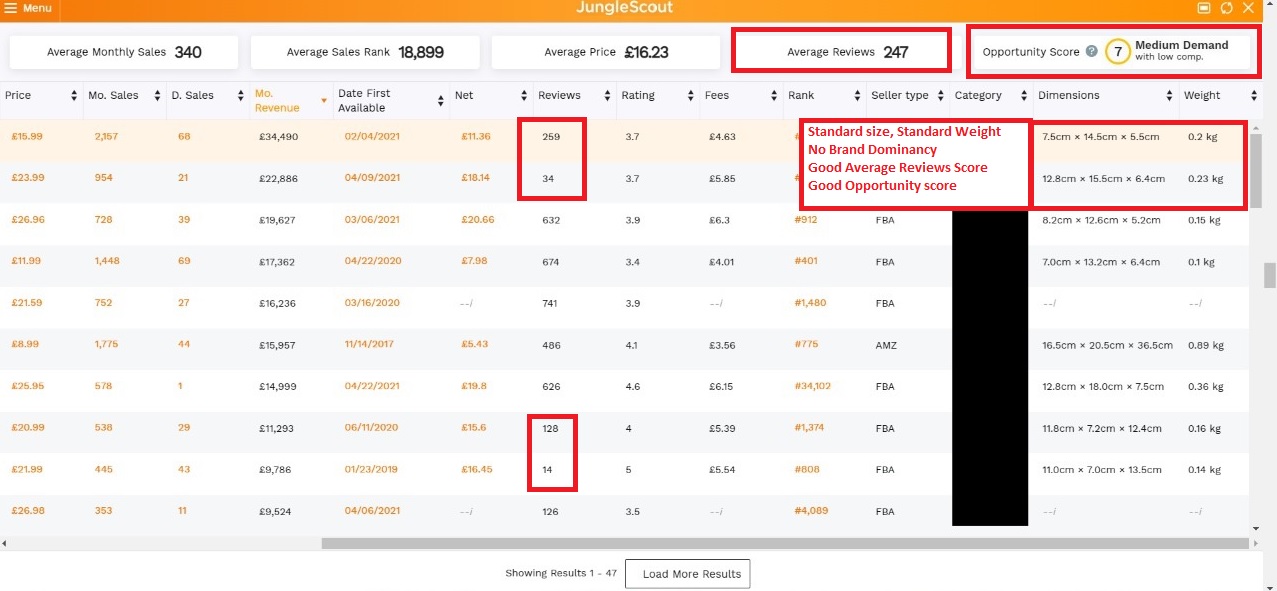 Menu
JungleScout
Average Monthly Sales 340
Average Sales Rank 18,899
Average Price £16.23
Average Reviews 247
Opportunity Score ? 7 Medium Demand
with low comp.
Price Mo. Sales D. Sales Mo. Revenue Date First Available Net Reviews Rating Fees Rank Seller type Category Dimensions Weight
£15.99 2,157 68 £34,490 02/04/2021 £11.36 259 3.7 £4.63 # 7.5cm × 14.5cm × 5.5cm 0.2 kg
Standard size, Standard Weight
No Brand Dominancy
Good Average Reviews Score
Good Opportunity score
£23.99 954 21 £22,886 04/09/2021 £18.14 34 3.7 £5.85 # 12.8cm × 15.5cm × 6.4cm 0.23 kg
£26.96 728 39 £19,627 03/06/2021 £20.66 632 3.9 £6.3 #912 FBA 8.2cm × 12.6cm × 5.2cm 0.15 kg
£11.99 1,448 69 £17,362 04/22/2020 £7.98 674 3.4 £4.01 #401 FBA 7.0cm × 13.2cm × 6.4cm 0.1 kg
£21.59 752 27 £16,236 03/16/2020 --/ 741 3.9 --/ #1,480 FBA --/ --/
£8.99 1,775 44 £15,957 11/14/2017 £5.43 486 4.1 £3.56 #775 AMZ 16.5cm × 20.5cm × 36.5cm 0.89 kg
£25.95 578 1 £14,999 04/22/2021 £19.8 626 4.6 £6.15 #34,102 FBA 12.8cm × 18.0cm × 7.5cm 0.36 kg
£20.99 538 29 £11,293 06/11/2020 £15.6 128 4 £5.39 #1,374 FBA 11.8cm × 7.2cm × 12.4cm 0.16 kg
£21.99 445 43 £9,786 01/23/2019 £16.45 14 5 £5.54 #808 FBA 11.0cm × 7.0cm × 13.5cm 0.14 kg
£26.98 353 11 £9,524 04/06/2021 --/ 126 3.5 --/ #4,089 FBA --/ --/
Showing Results 1 - 47 Load More Results